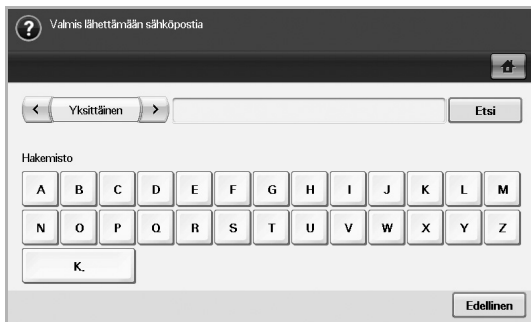 ?
Valmis lähettämään sähköpostia
< Yksittäinen > Etsi
Hakemisto
A B C D E F G H I J K L M
N O P Q R S T U V W X Y Z
K.
Edellinen